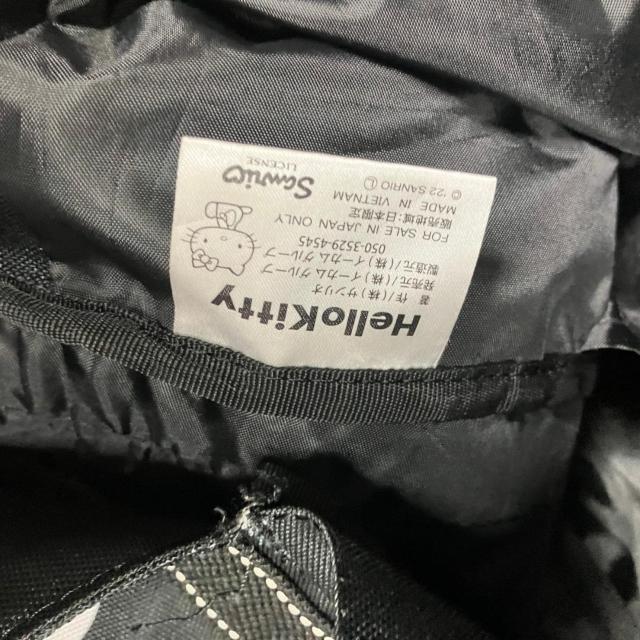 HelloKitty
著 作/(株)サンリオ
発売元/(株)イーカムグループ
製造元/(株)イーカムグループ
050-3529-4545
FOR SALE IN JAPAN ONLY
販売地域:日本限定
MADE IN VIETNAM
© '22 SANRIO Ⓛ
Sanrio
LICENSE